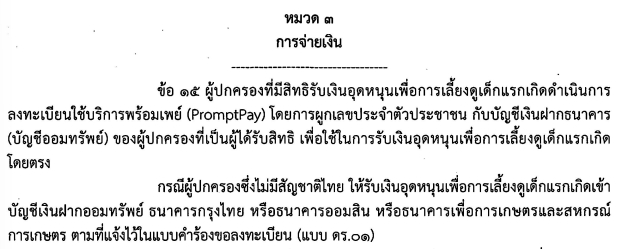 หมวด ๓
การจ่ายเงิน
ข้อ ๑๕ ผู้ปกครองที่มีสิทธิรับเงินอุดหนุนเพื่อการเลี้ยงดูเด็กแรกเกิดดำเนินการ
ลงทะเบียนใช้บริการพร้อมเพย์ (PromptPay) โดยการผูกเลขประจำตัวประชาชน กับบัญชีเงินฝากธนาคาร
(บัญชีออมทรัพย์) ของผู้ปกครองที่เป็นผู้ได้รับสิทธิ เพื่อใช้ในการรับเงินอุดหนุนเพื่อการเลี้ยงดูเด็กแรกเกิด
โดยตรง
กรณีผู้ปกครองซึ่งไม่มีสัญชาติไทย ให้รับเงินอุดหนุนเพื่อการเลี้ยงดูเด็กแรกเกิดเข้า
บัญชีเงินฝากออมทรัพย์ ธนาคารกรุงไทย หรือธนาคารออมสิน หรือธนาคารเพื่อการเกษตรและสหกรณ์
การเกษตร ตามที่แจ้งไว้ในแบบคำร้องขอลงทะเบียน (แบบ ดร.๐๑)